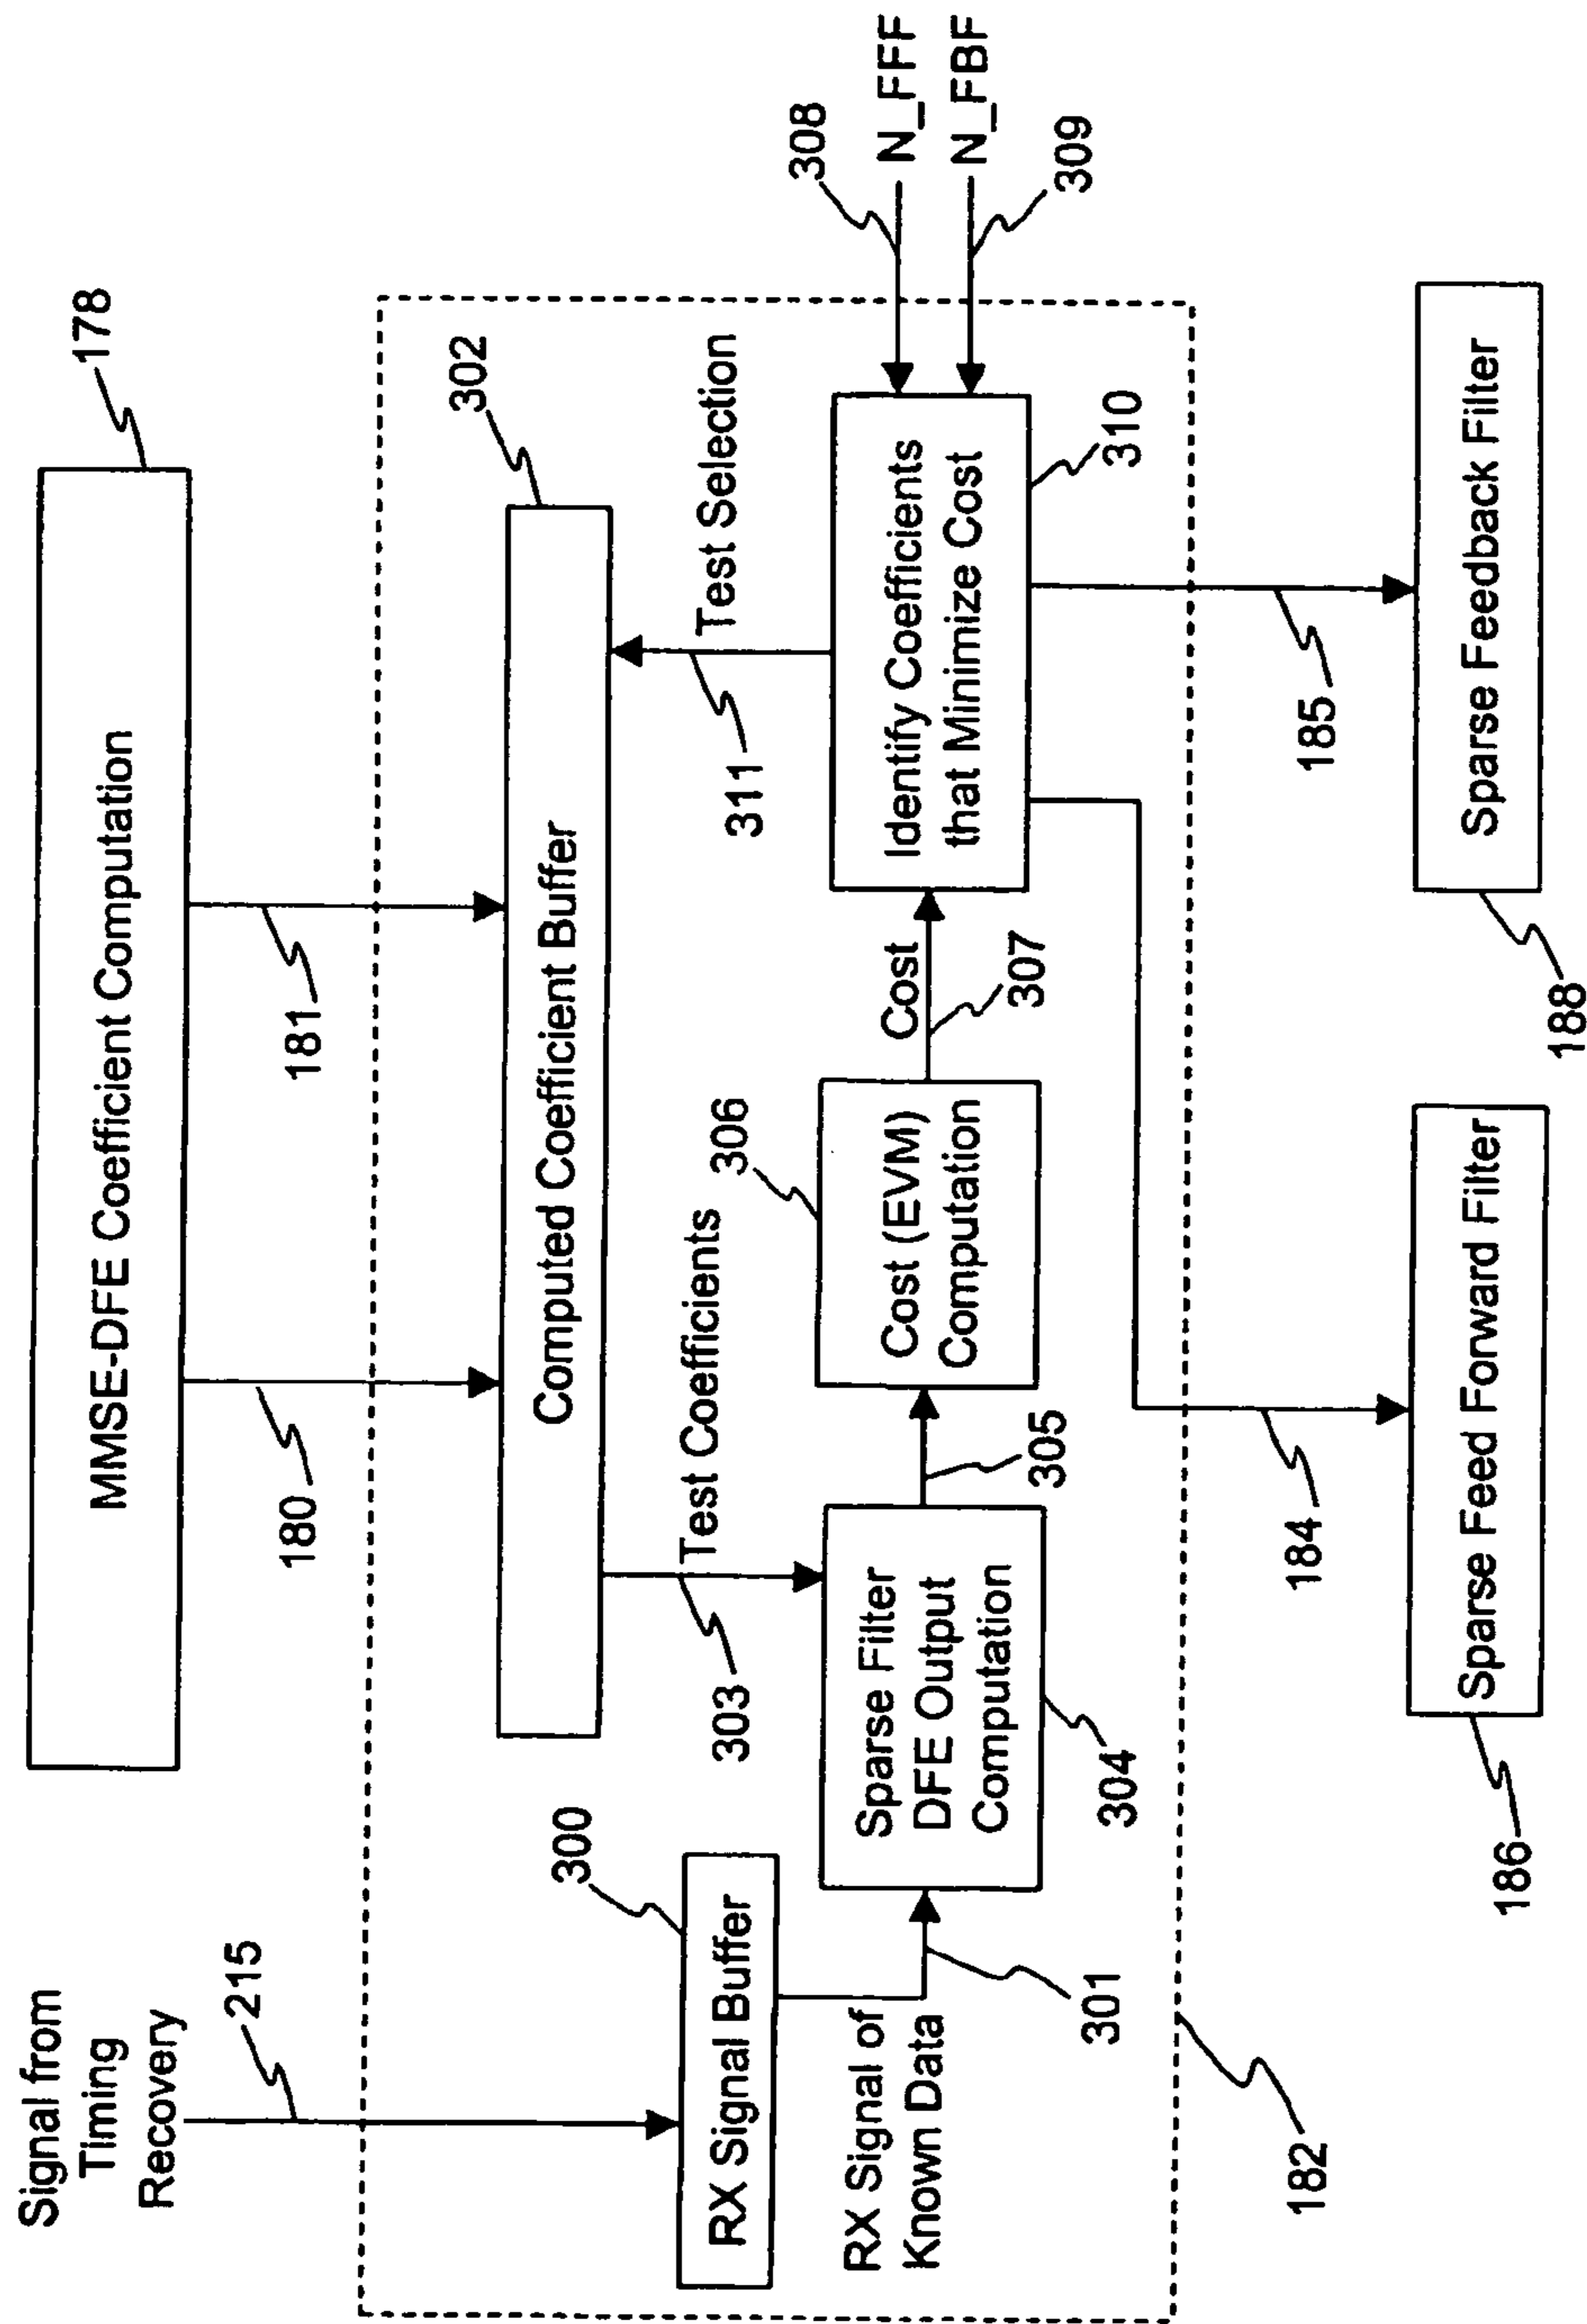 Signal from
Timing
Recovery
215
MMSE-DFE Coefficient Computation
178
180
181
300
RX Signal Buffer
Computed Coefficient Buffer
302
RX Signal of
Known Data
301
303
Test Coefficients
311
Test Selection
Sparse Filter
DFE Output
Computation
304
305
306
Cost (EVM)
Computation
Cost
307
Identify Coefficients
that Minimize Cost
310
308
N_FFF
N_FBF
309
182
184
185
186
Sparse Feed Forward Filter
188
Sparse Feedback Filter